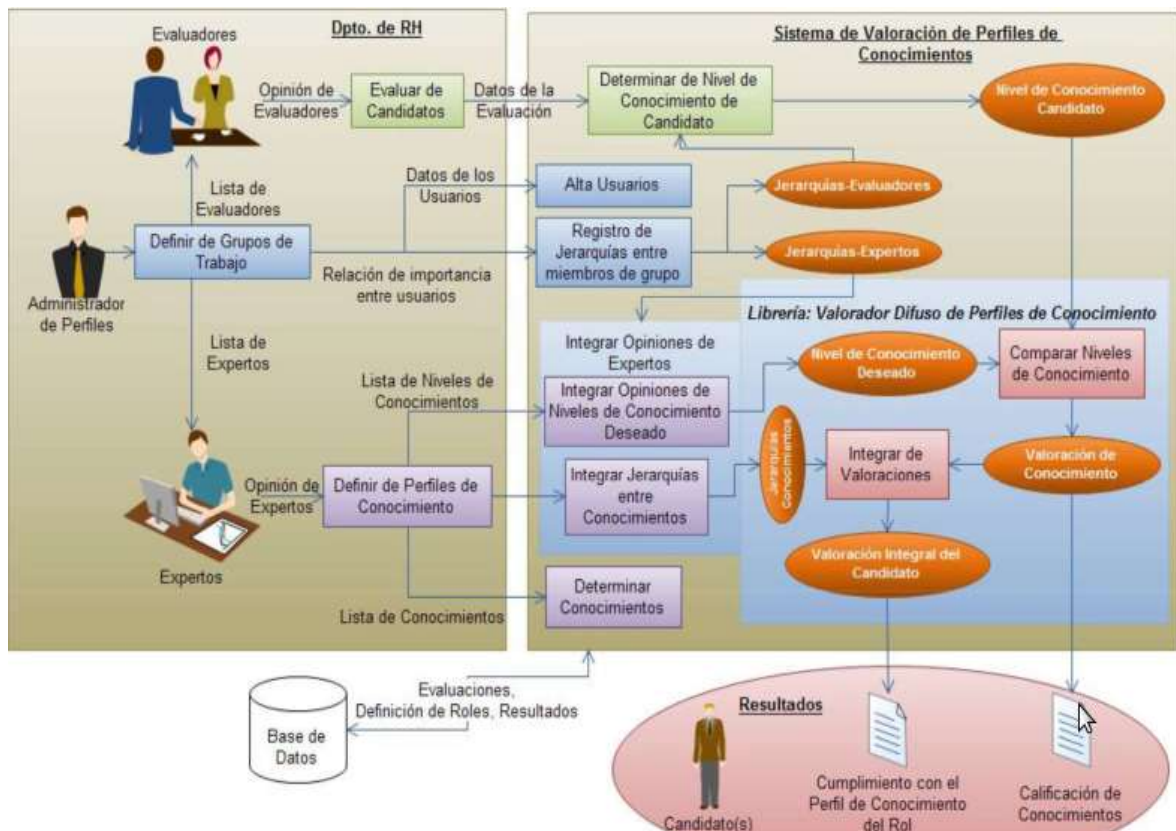 Dpto. de RH
Evaluadores
Opinión de
Evaluadores
Evaluar de
Candidatos
Datos de la
Evaluación
Lista de
Evaluadores
Datos de los
Usuarios
Administrador
de Perfiles
Definir de Grupos de
Trabajo
Relación de importancia
entre usuarios
Lista de
Expertos
Lista de Niveles de
Conocimientos
Opinión de
Expertos
Definir de Perfiles de
Conocimiento
Expertos
Lista de Conocimientos
Sistema de Valoración de Perfiles de
Conocimientos
Determinar de Nivel de
Conocimiento de
Candidato
Nivel de Conocimiento
Candidato
Alta Usuarios
Jerarquías-Evaluadores
Registro de
Jerarquías entre
miembros de grupo
Jerarquías-Expertos
Librería: Valorador Difuso de Perfiles de Conocimiento
Integrar Opiniones de
Expertos
Integrar Opiniones de
Niveles de Conocimiento
Deseado
Nivel de Conocimiento
Deseado
Comparar Niveles
de Conocimiento
Integrar Jerarquías
entre
Conocimientos
Jerarquías
Conocimientos
Integrar de
Valoraciones
Valoración de
Conocimiento
Valoración Integral del
Candidato
Determinar
Conocimientos
Base de
Datos
Evaluaciones,
Definición de Roles, Resultados
Resultados
Candidato(s)
Cumplimiento con el
Perfil de Conocimiento
del Rol
Calificación de
Conocimientos